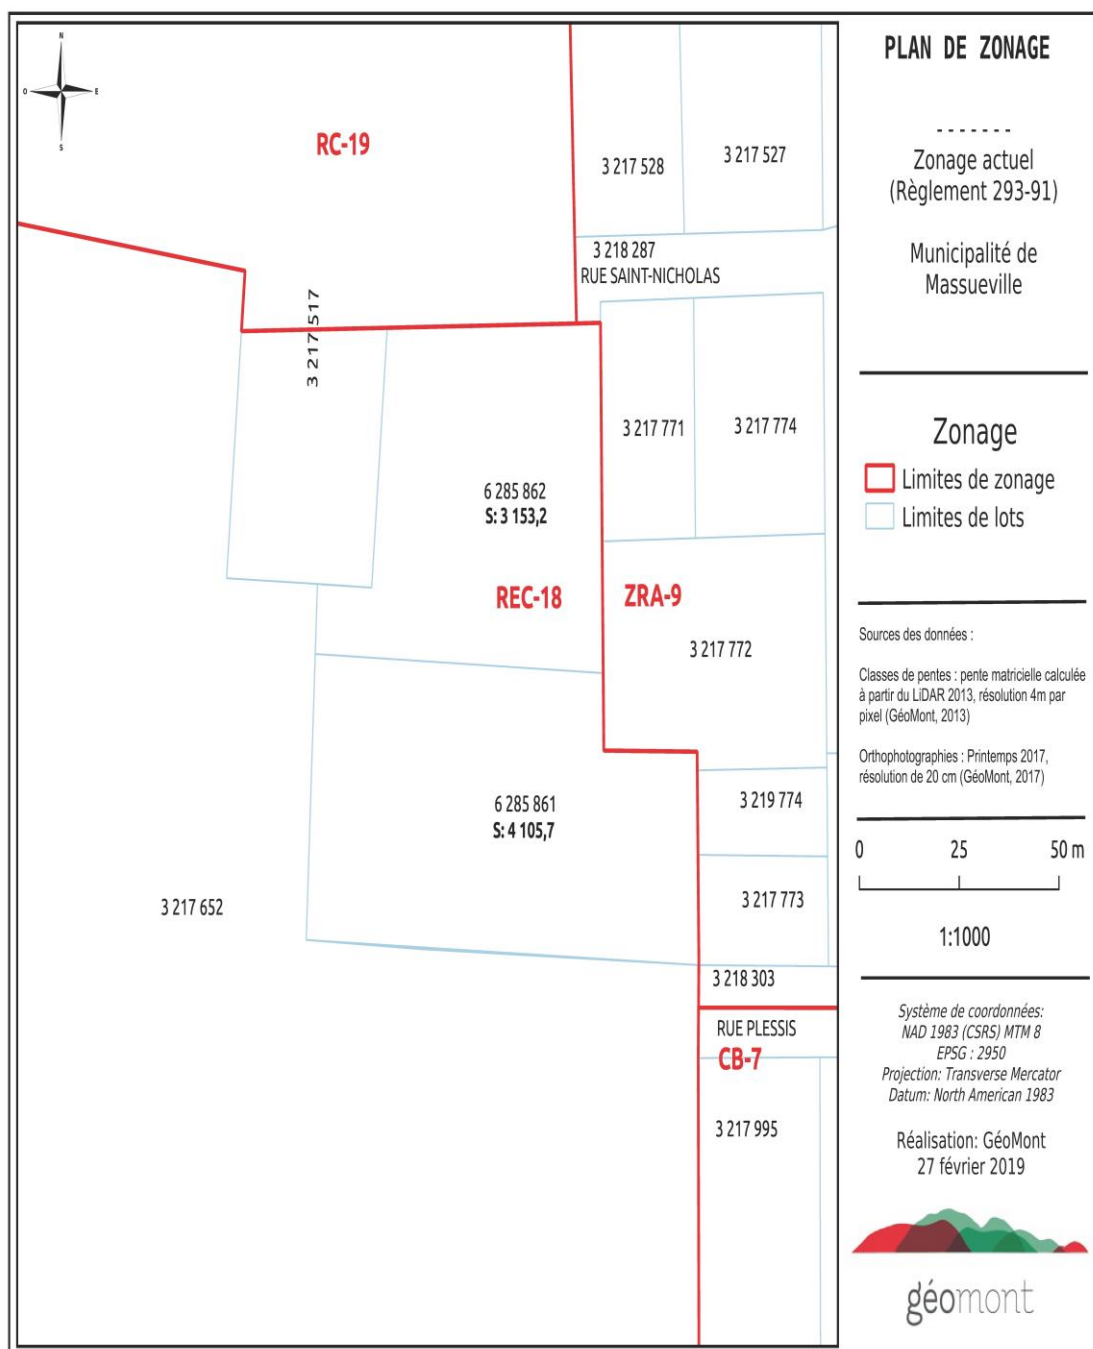 N
O
E
S
RC-19
3 217 528
3 217 527
3 218 287
RUE SAINT-NICHOLAS
3 217 517
3 217 771
3 217 774
6 285 862
S: 3 153,2
REC-18
ZRA-9
3 217 772
6 285 861
S: 4 105,7
3 219 774
3 217 773
3 217 652
3 218 303
RUE PLESSIS
CB-7
3 217 995
PLAN DE ZONAGE
- - - - - - -
Zonage actuel
(Règlement 293-91)
Municipalité de
Massueville
Zonage
Limites de zonage
Limites de lots
Sources des données :
Classes de pentes : pente matricielle calculée
à partir du LiDAR 2013, résolution 4m par
pixel (GéoMont, 2013)
Orthophotographies : Printemps 2017,
résolution de 20 cm (GéoMont, 2017)
0 25 50 m
1:1000
Système de coordonnées:
NAD 1983 (CSRS) MTM 8
EPSG : 2950
Projection: Transverse Mercator
Datum: North American 1983
Réalisation: GéoMont
27 février 2019
géomont